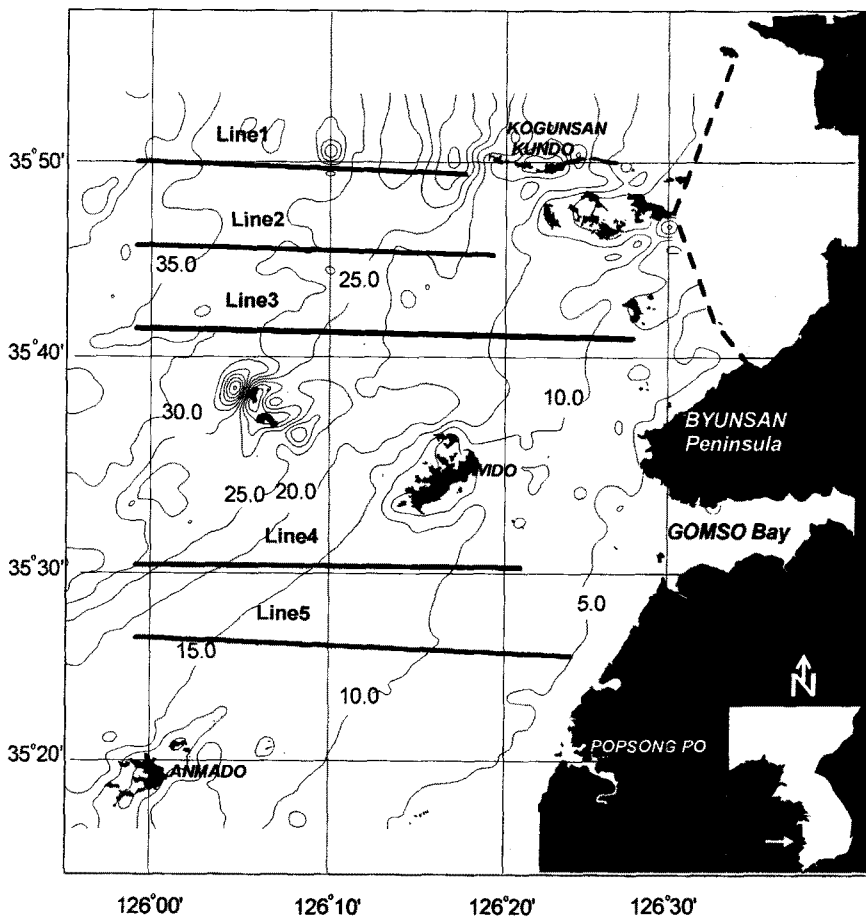 Line1
KOGUNSAN
KUNDO
35°50'
Line2
35.0
25.0
Line3
35°40'
30.0
10.0
BYUNSAN
Peninsula
25.0
20.0
VIDO
GOMSO Bay
Line4
35°30'
5.0
Line5
15.0
10.0
N
35°20'
ANMADO
POPSONG PO
126°00'
126°10'
126°20'
126°30'